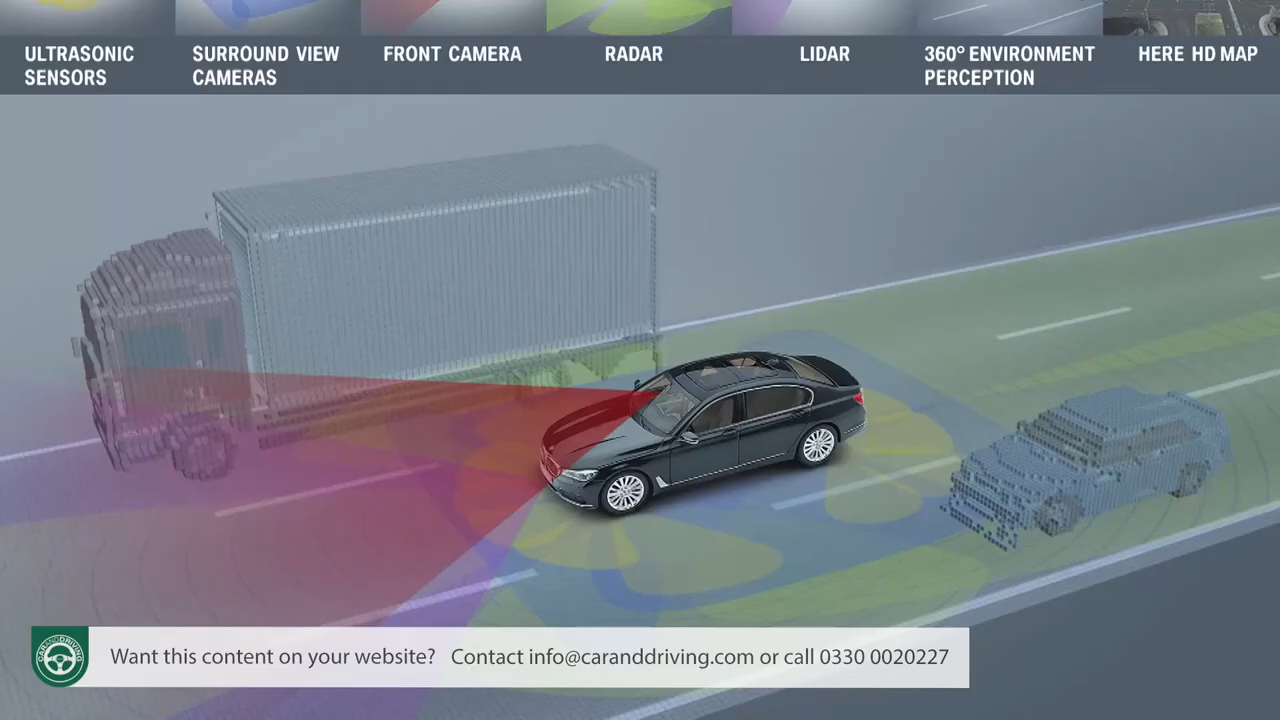 ULTRASONIC
SENSORS
SURROUND VIEW
CAMERAS
FRONT CAMERA
RADAR
LIDAR
360° ENVIRONMENT
PERCEPTION
HERE HD MAP
CARANDDRIVING
Want this content on your website? Contact info@caranddriving.com or call 0330 0020227